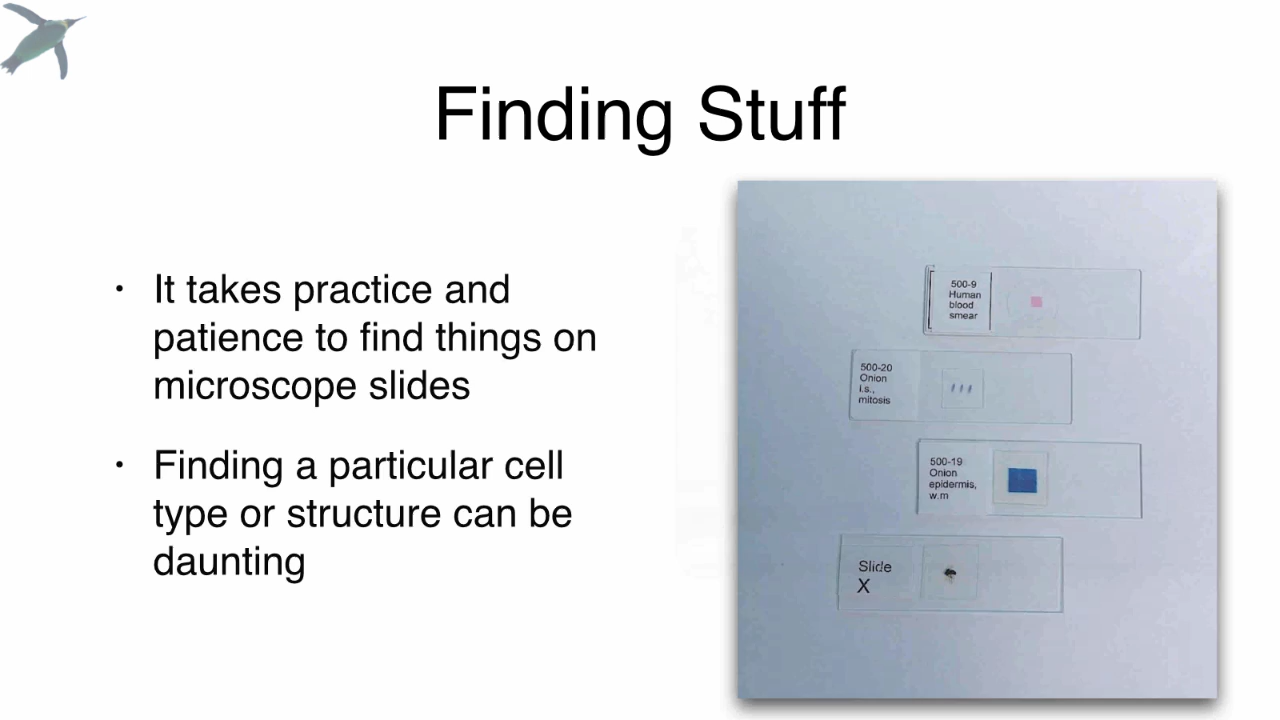 Finding Stuff
• It takes practice and
patience to find things on
microscope slides
• Finding a particular cell
type or structure can be
daunting
500-9
Human
blood
smear
500-20
Onion
l.s.,
mitosis
500-19
Onion
epidermis,
w.m
Slide
X